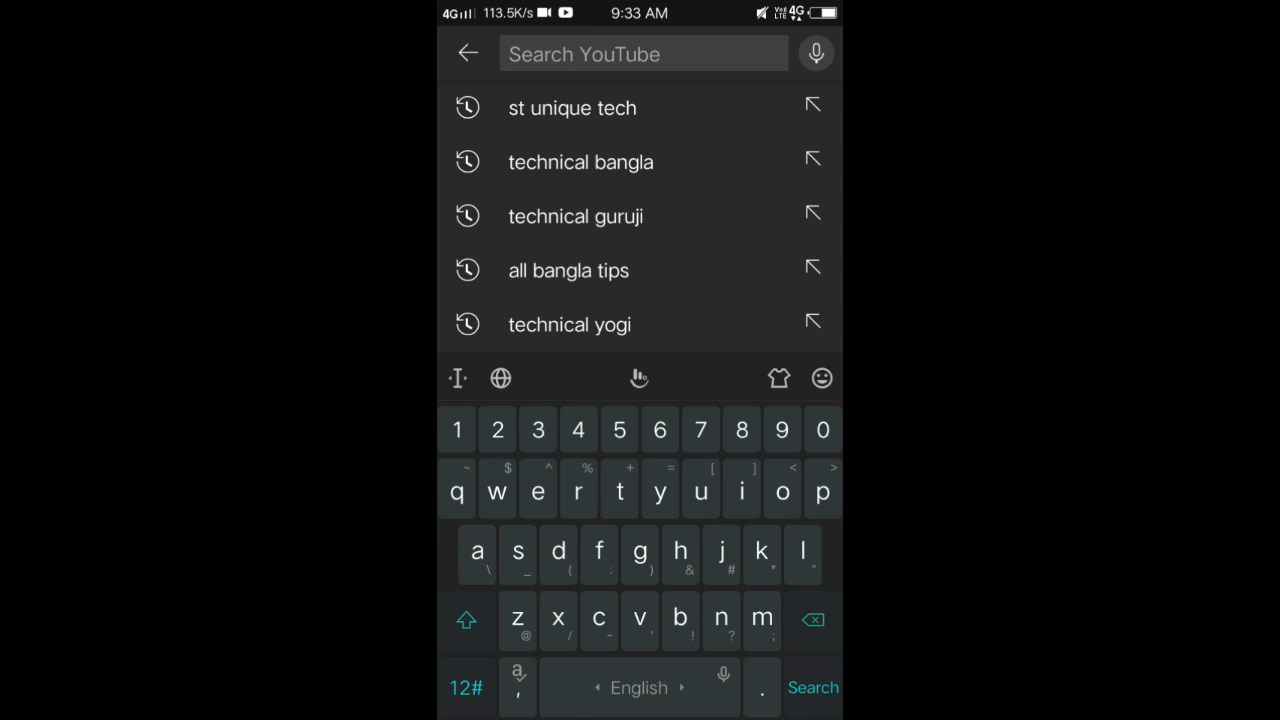 4G 113.5K/s 9:33 AM VoLTE 4G
Search YouTube
st unique tech
technical bangla
technical guruji
all bangla tips
technical yogi
1 2 3 4 5 6 7 8 9 0
~ $ ^ % + = [ ] < >
q w e r t y u i o p
a s d f g h j k l
\ _ ( : ) & # * "
z x c v b n m
@ / - ' ! ? ;
12# a , English . Search